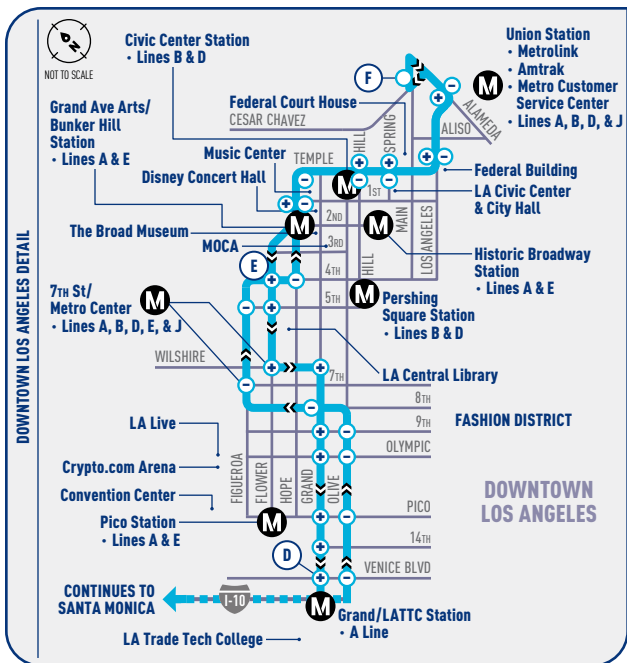 DOWNTOWN LOS ANGELES DETAIL
N
NOT TO SCALE
Civic Center Station
• Lines B & D
Grand Ave Arts/
Bunker Hill
Station
• Lines A & E
F
Union Station
• Metrolink
• Amtrak
• Metro Customer
Service Center
• Lines A, B, D, & J
M
Federal Court House
CESAR CHAVEZ
ALAMEDA
ALISO
HILL
SPRING
Music Center
TEMPLE
Disney Concert Hall
M
1ST
Federal Building
LA Civic Center
& City Hall
The Broad Museum
M
2ND
M
MAIN
LOS ANGELES
MOCA
3RD
HILL
Historic Broadway
Station
• Lines A & E
E
4TH
7TH St/
Metro Center
• Lines A, B, D, E, & J
M
5TH
M
Pershing
Square Station
• Lines B & D
WILSHIRE
7TH
LA Central Library
8TH
9TH
FASHION DISTRICT
LA Live
OLYMPIC
Crypto.com Arena
FIGUEROA
FLOWER
HOPE
GRAND
OLIVE
Convention Center
PICO
DOWNTOWN
LOS ANGELES
Pico Station
• Lines A & E
M
14TH
D
VENICE BLVD
CONTINUES TO
SANTA MONICA
I-10
M
Grand/LATTC Station
• A Line
LA Trade Tech College